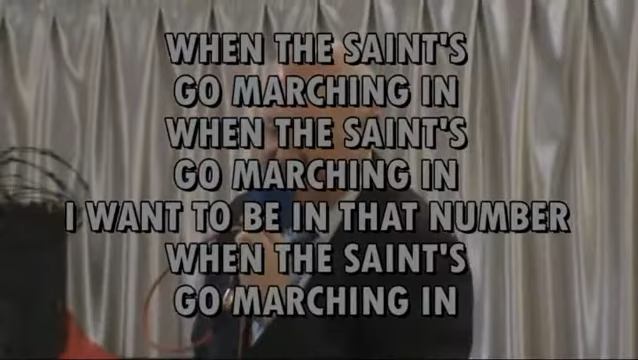 WHEN THE SAINT'S
GO MARCHING IN
WHEN THE SAINT'S
GO MARCHING IN
I WANT TO BE IN THAT NUMBER
WHEN THE SAINT'S
GO MARCHING IN